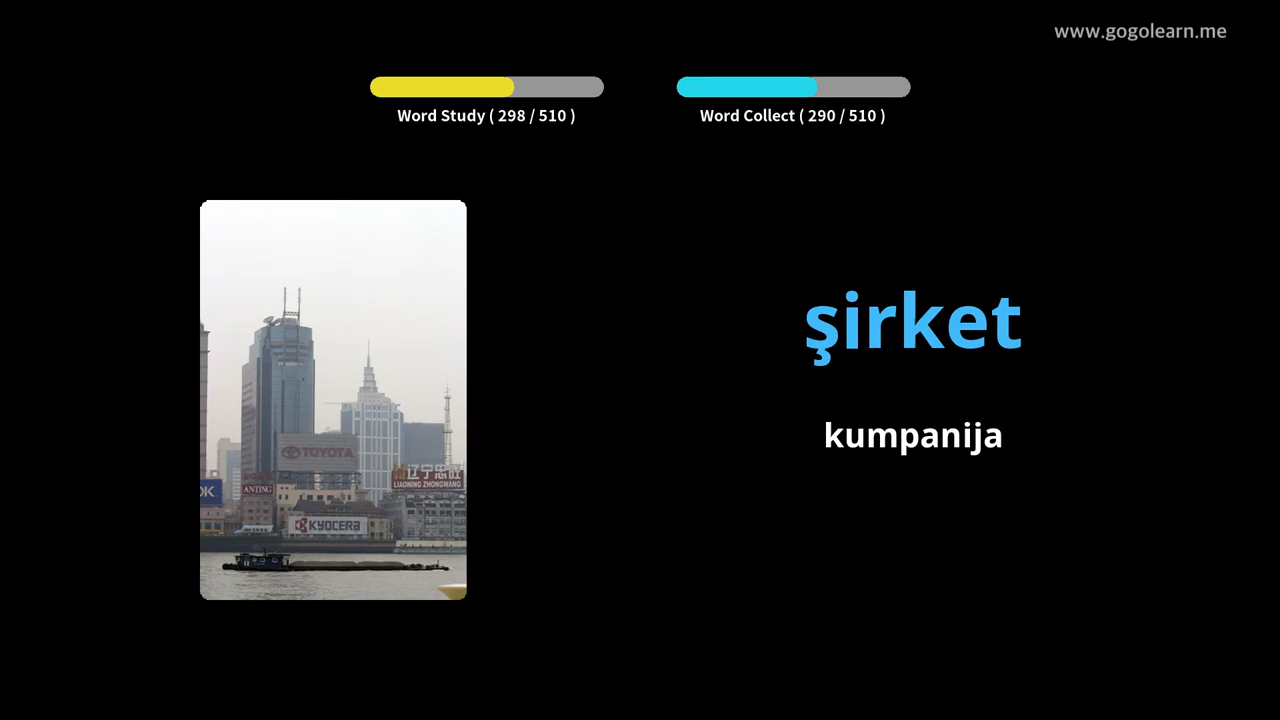 www.gogolearn.me
Word Study ( 298 / 510 )
Word Collect ( 290 / 510 )
şirket
kumpanija
TOYOTA
辽宁忠旺
LIAONING ZHONGWANG
ANTING
KYOCERA